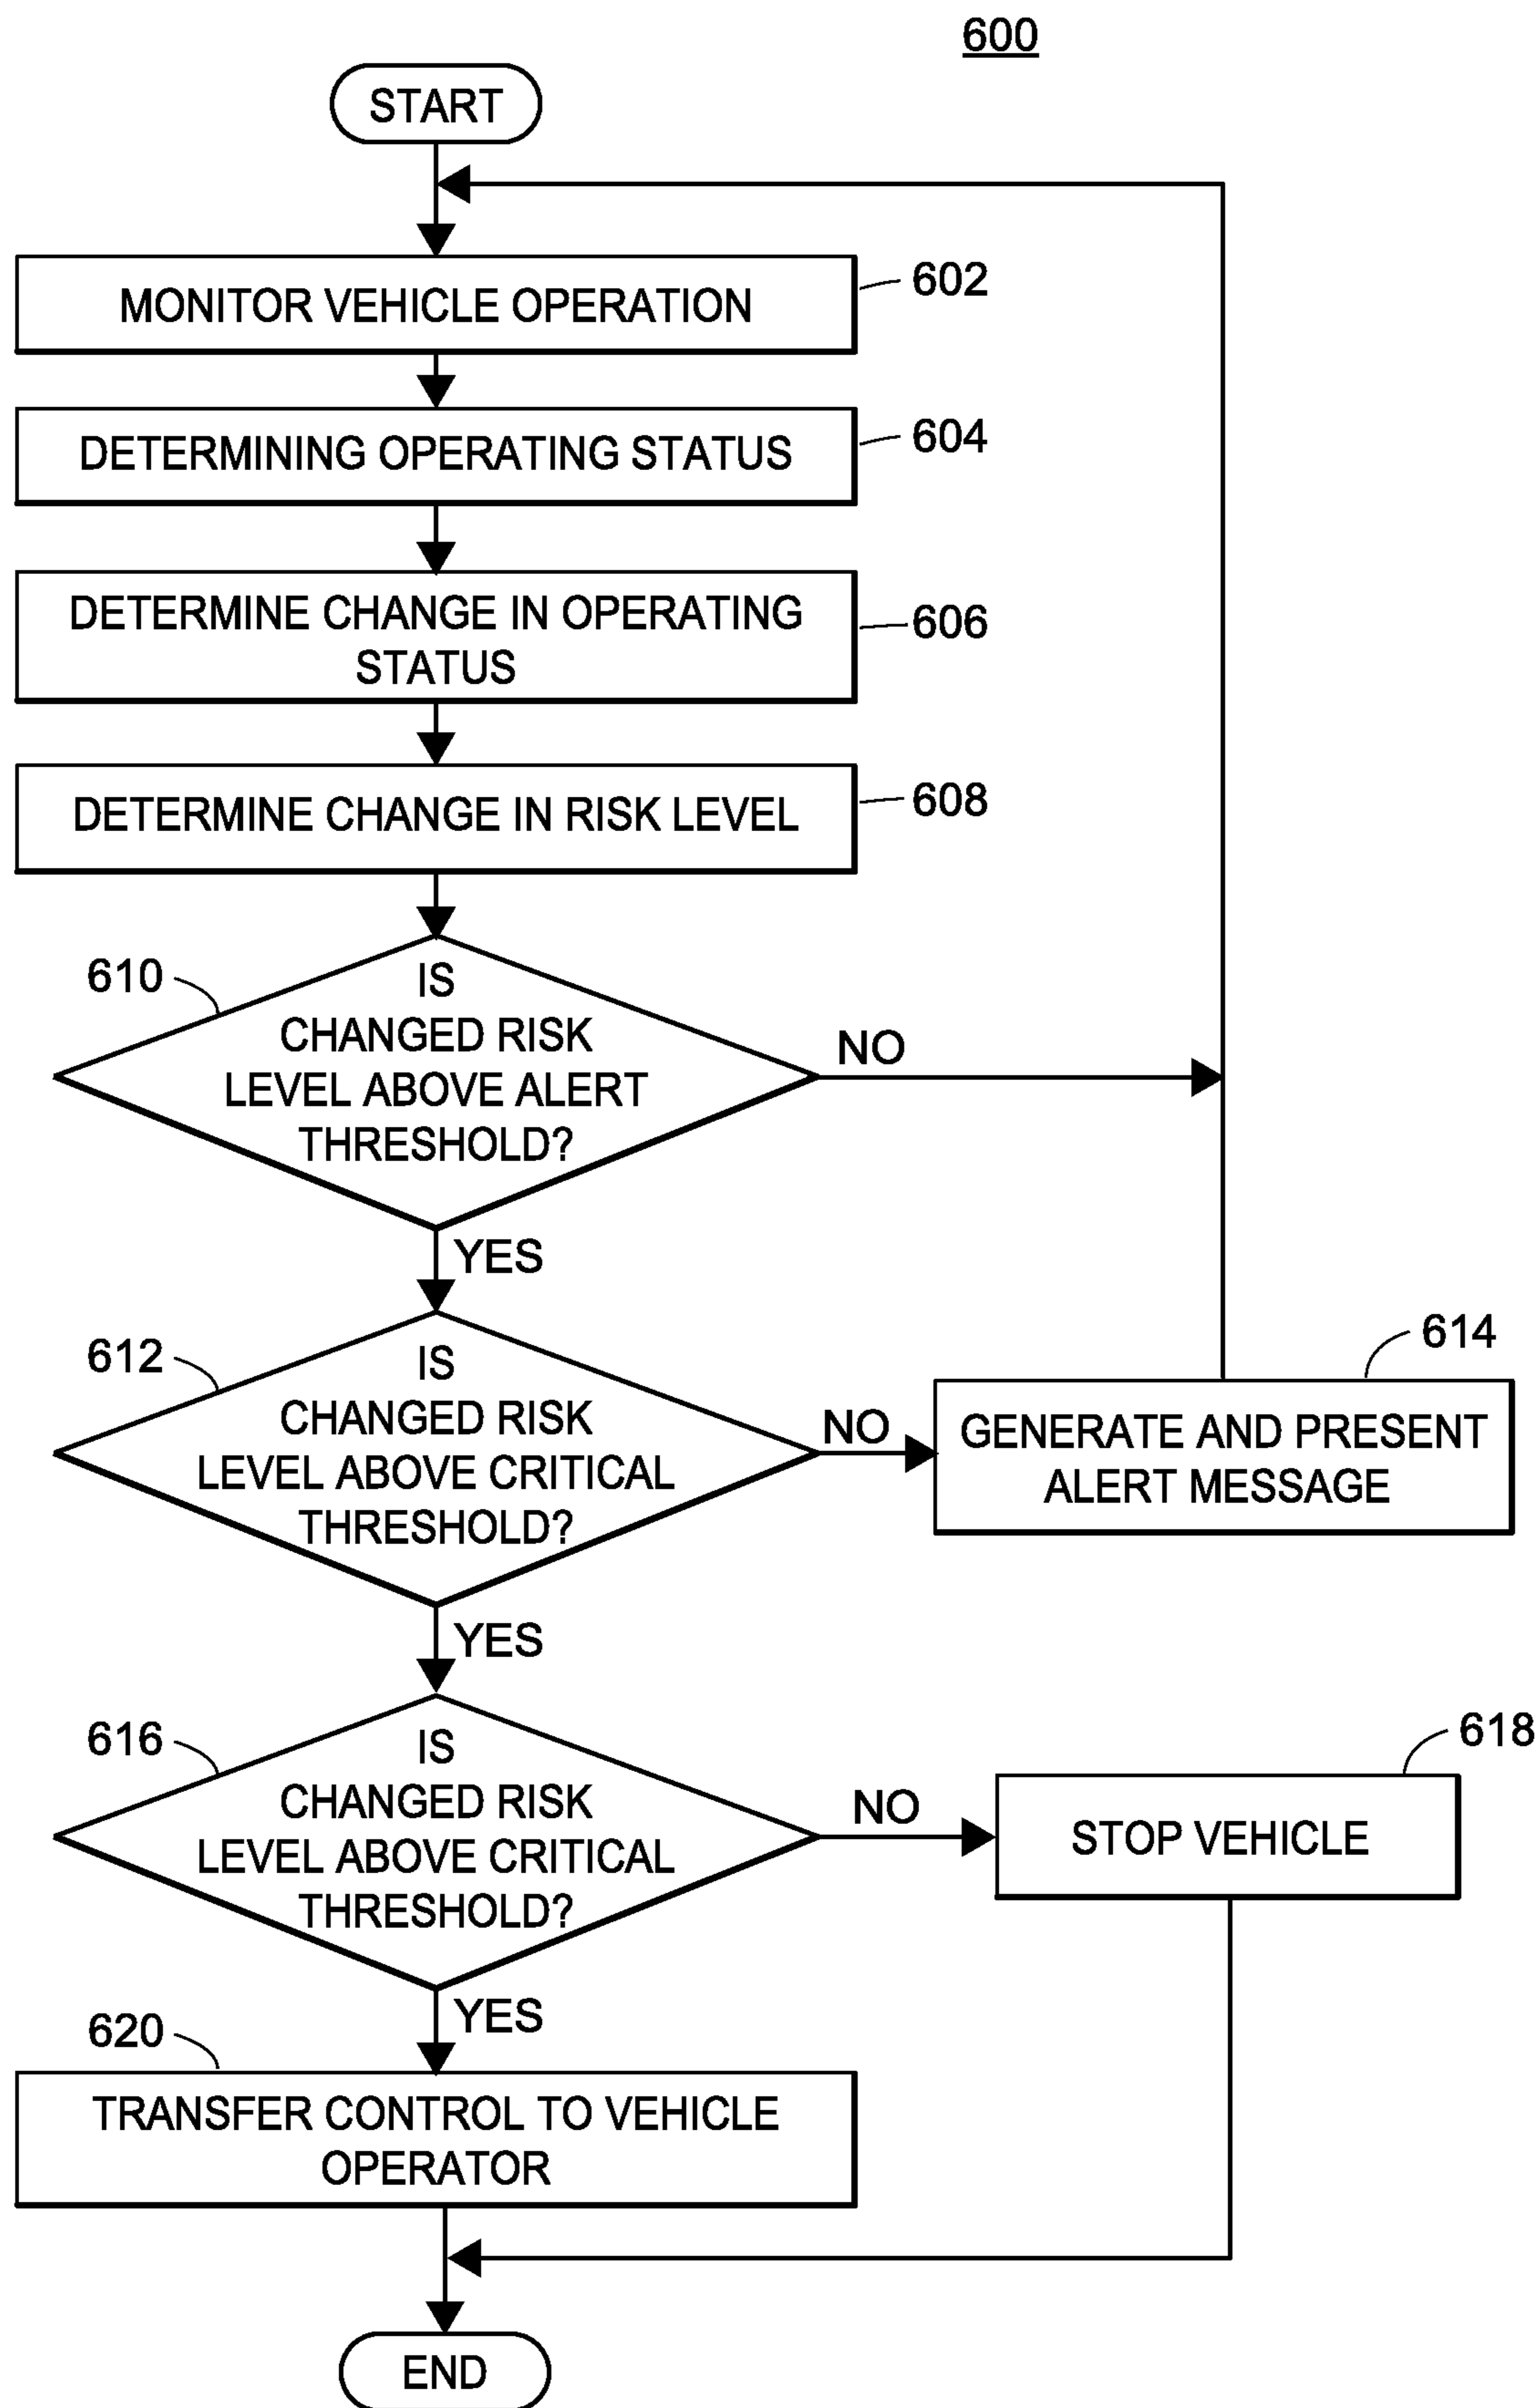 600
START
MONITOR VEHICLE OPERATION
602
DETERMINING OPERATING STATUS
604
DETERMINE CHANGE IN OPERATING
STATUS
606
DETERMINE CHANGE IN RISK LEVEL
608
610
IS
CHANGED RISK
LEVEL ABOVE ALERT
THRESHOLD?
NO
YES
612
IS
CHANGED RISK
LEVEL ABOVE CRITICAL
THRESHOLD?
NO
614
GENERATE AND PRESENT
ALERT MESSAGE
YES
616
IS
CHANGED RISK
LEVEL ABOVE CRITICAL
THRESHOLD?
NO
618
STOP VEHICLE
YES
620
TRANSFER CONTROL TO VEHICLE
OPERATOR
END